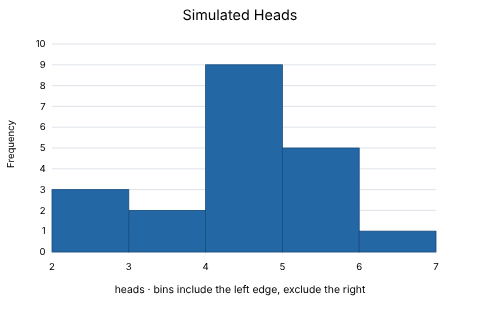 Simulated Heads
Frequency
10
9
8
7
6
5
4
3
2
1
0
2 3 4 5 6 7
heads · bins include the left edge, exclude the right